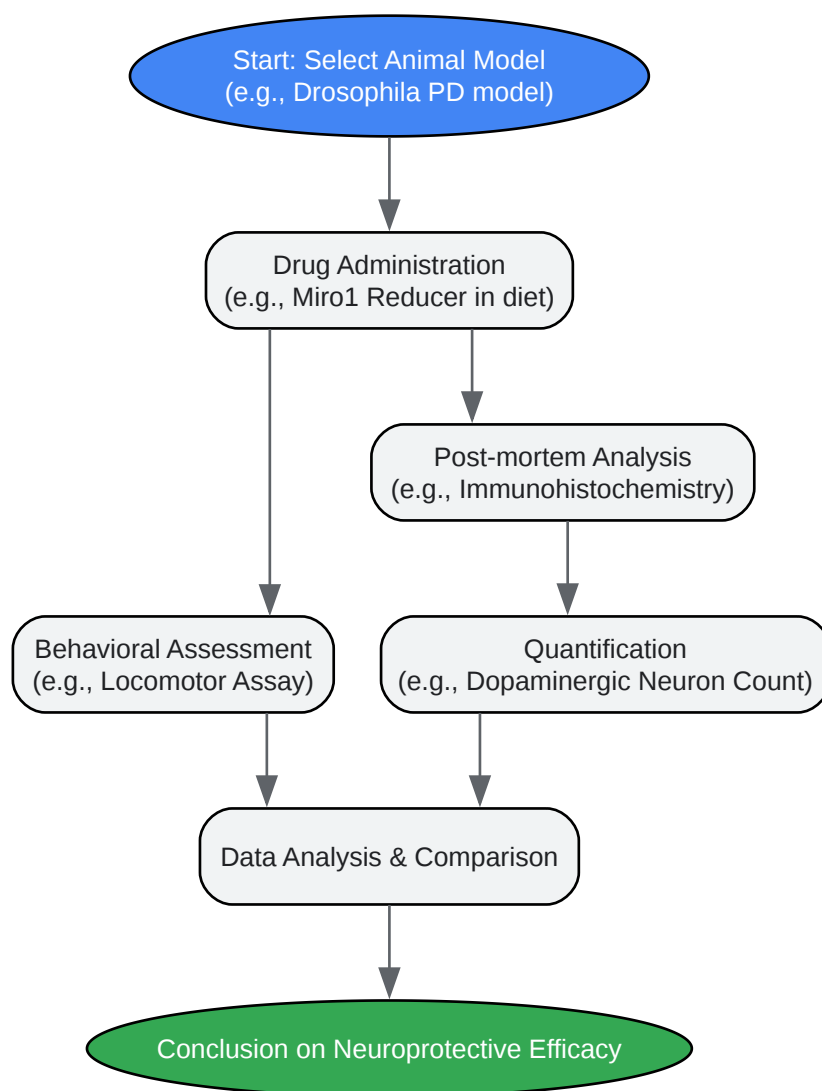 Start: Select Animal Model
(e.g., Drosophila PD model)
Drug Administration
(e.g., Miro1 Reducer in diet)
Post-mortem Analysis
(e.g., Immunohistochemistry)
Behavioral Assessment
(e.g., Locomotor Assay)
Quantification
(e.g., Dopaminergic Neuron Count)
Data Analysis & Comparison
Conclusion on Neuroprotective Efficacy